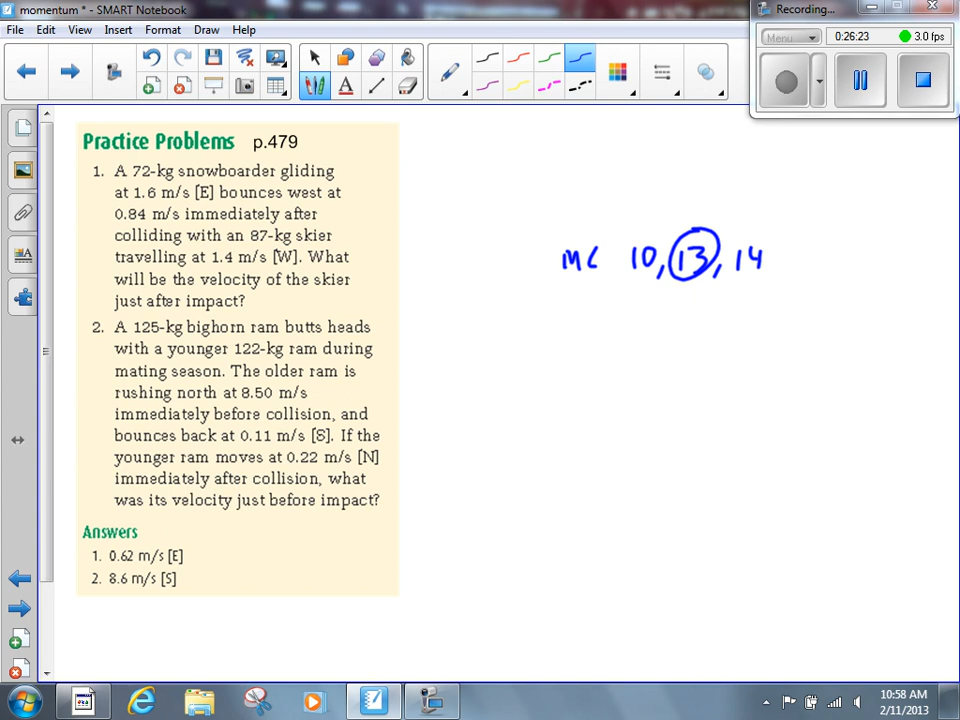 momentum * - SMART Notebook
Recording...
File Edit View Insert Format Draw Help
Menu
0:26:23
3.0 fps
Practice Problems p.479
1. A 72-kg snowboarder gliding
at 1.6 m/s [E] bounces west at
0.84 m/s immediately after
colliding with an 87-kg skier
travelling at 1.4 m/s [W]. What
will be the velocity of the skier
just after impact?
2. A 125-kg bighorn ram butts heads
with a younger 122-kg ram during
mating season. The older ram is
rushing north at 8.50 m/s
immediately before collision, and
bounces back at 0.11 m/s [S]. If the
younger ram moves at 0.22 m/s [N]
immediately after collision, what
was its velocity just before impact?
Answers
1. 0.62 m/s [E]
2. 8.6 m/s [S]
MC 10, 13, 14
10:58 AM
2/11/2013